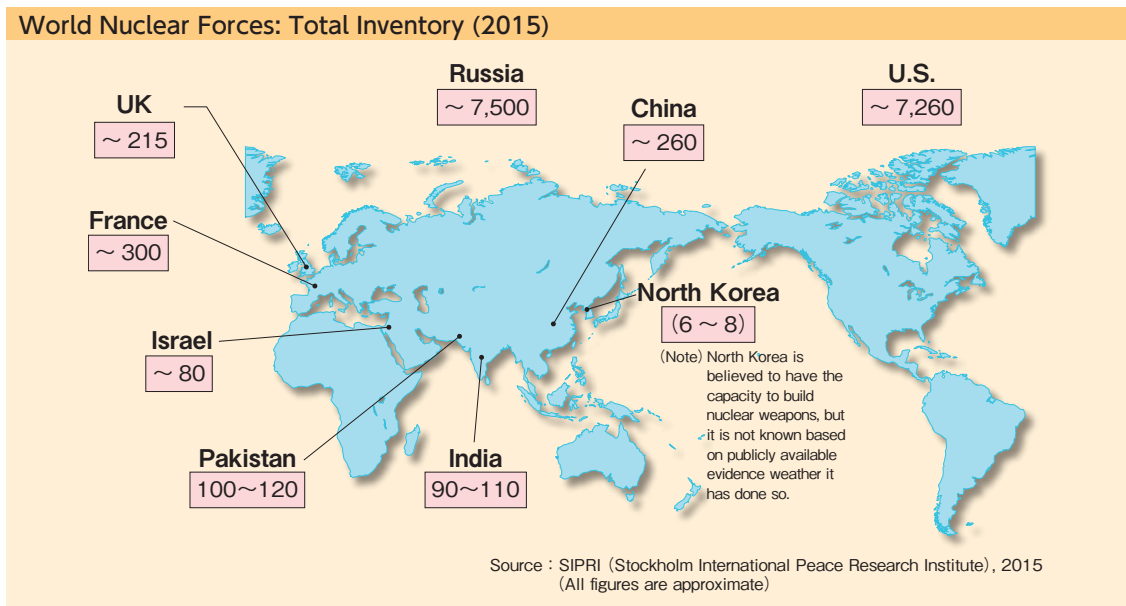 World Nuclear Forces: Total Inventory (2015)
Russia
～ 7,500
U.S.
～ 7,260
UK
～ 215
China
～ 260
France
～ 300
North Korea
(6 ～ 8)
(Note) North Korea is
believed to have the
capacity to build
nuclear weapons, but
it is not known based
on publicly available
evidence weather it
has done so.
Israel
～ 80
Pakistan
100～120
India
90～110
Source : SIPRI (Stockholm International Peace Research Institute), 2015
(All figures are approximate)